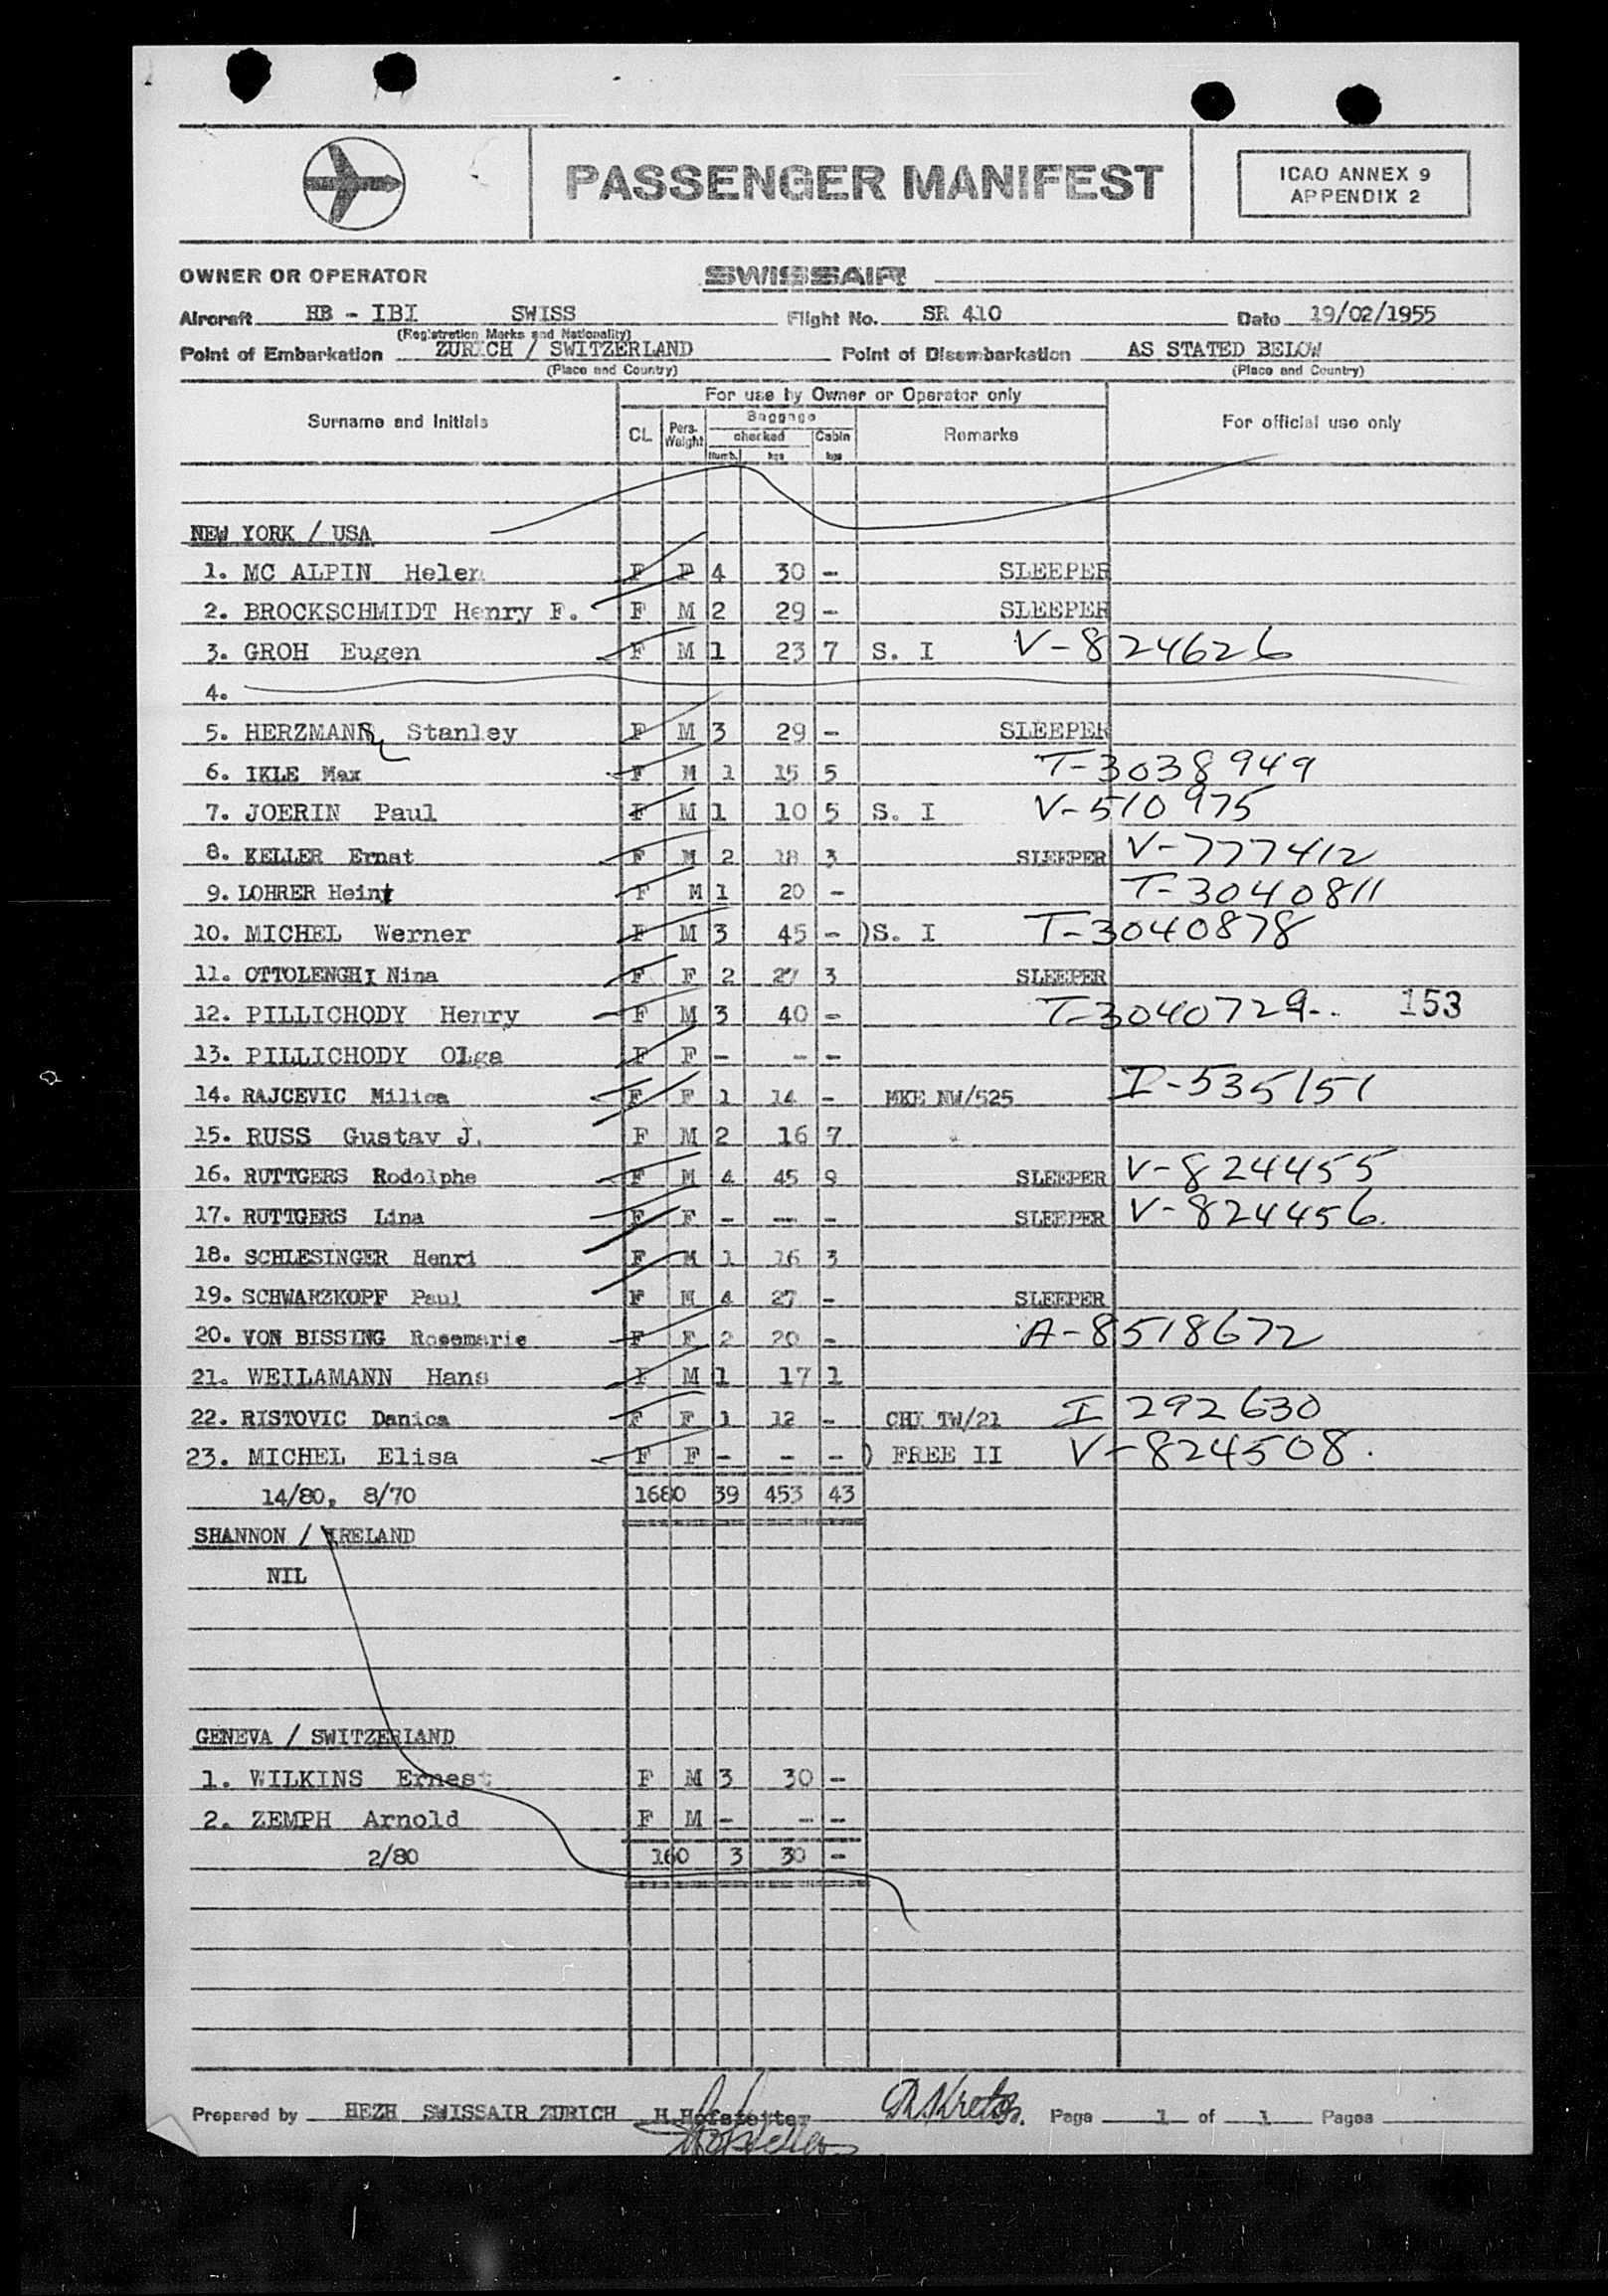 PASSENGER MANIFEST
ICAO ANNEX 9
APPENDIX 2
OWNER OR OPERATOR SWISSAIR
Aircraft HB - IBI SWISS Flight No. SR 410 Date 19/02/1955
(Registration Marks and Nationality)
Point of Embarkation ZURICH / SWITZERLAND Point of Disembarkation AS STATED BELOW
(Place and Country) (Place and Country)
For use by Owner or Operator only
Surname and Initials CL Pers. Weight Baggage checked Numb. kgs Cabin kgs Remarks For official use only
NEW YORK / USA
1. MC ALPIN Helen F F 4 30 - SLEEPER
2. BROCKSCHMIDT Henry F. F M 2 29 - SLEEPER
3. GROH Eugen F M 1 23 7 S. I V-824626
4.
5. HERZMANN Stanley F M 3 29 - SLEEPER
6. IKLE Max F M 1 15 5 T-3038949
7. JOERIN Paul F M 1 10 5 S. I V-510975
8. KELLER Ernst F M 2 18 3 SLEEPER V-777412
9. LOHRER Heini F M 1 20 - T-3040811
10. MICHEL Werner F M 3 45 - )S. I T-3040878
11. OTTOLENGHI Nina F F 2 27 3 SLEEPER
12. PILLICHODY Henry F M 3 40 - T-3040729 153
13. PILLICHODY Olga F F - - -
14. RAJCEVIC Milica F F 1 14 - MKE NW/525 I-535151
15. RUSS Gustav J. F M 2 16 7
16. RUTTGERS Rodolphe F M 4 45 9 SLEEPER V-824455
17. RUTTGERS Lina F F - -- - SLEEPER V-824456.
18. SCHLESINGER Henri F M 1 16 3
19. SCHWARZKOPF Paul F M 4 27 - SLEEPER
20. VON BISSING Rosemarie F F 2 20 - A-8518672
21. WEILAMANN Hans F M 1 17 1
22. RISTOVIC Danica F F 1 12 - CHI TW/21 I 292630
23. MICHEL Elisa F F - - - ) FREE II V-824508.
14/80, 8/70 1680 39 453 43
SHANNON / IRELAND
NIL
GENEVA / SWITZERLAND
1. WILKINS Ernest F M 3 30 -
2. ZEMPH Arnold F M - - -
2/80 160 3 30 -
Prepared by HEZH SWISSAIR ZURICH H.Hofstetter Page 1 of 1 Pages